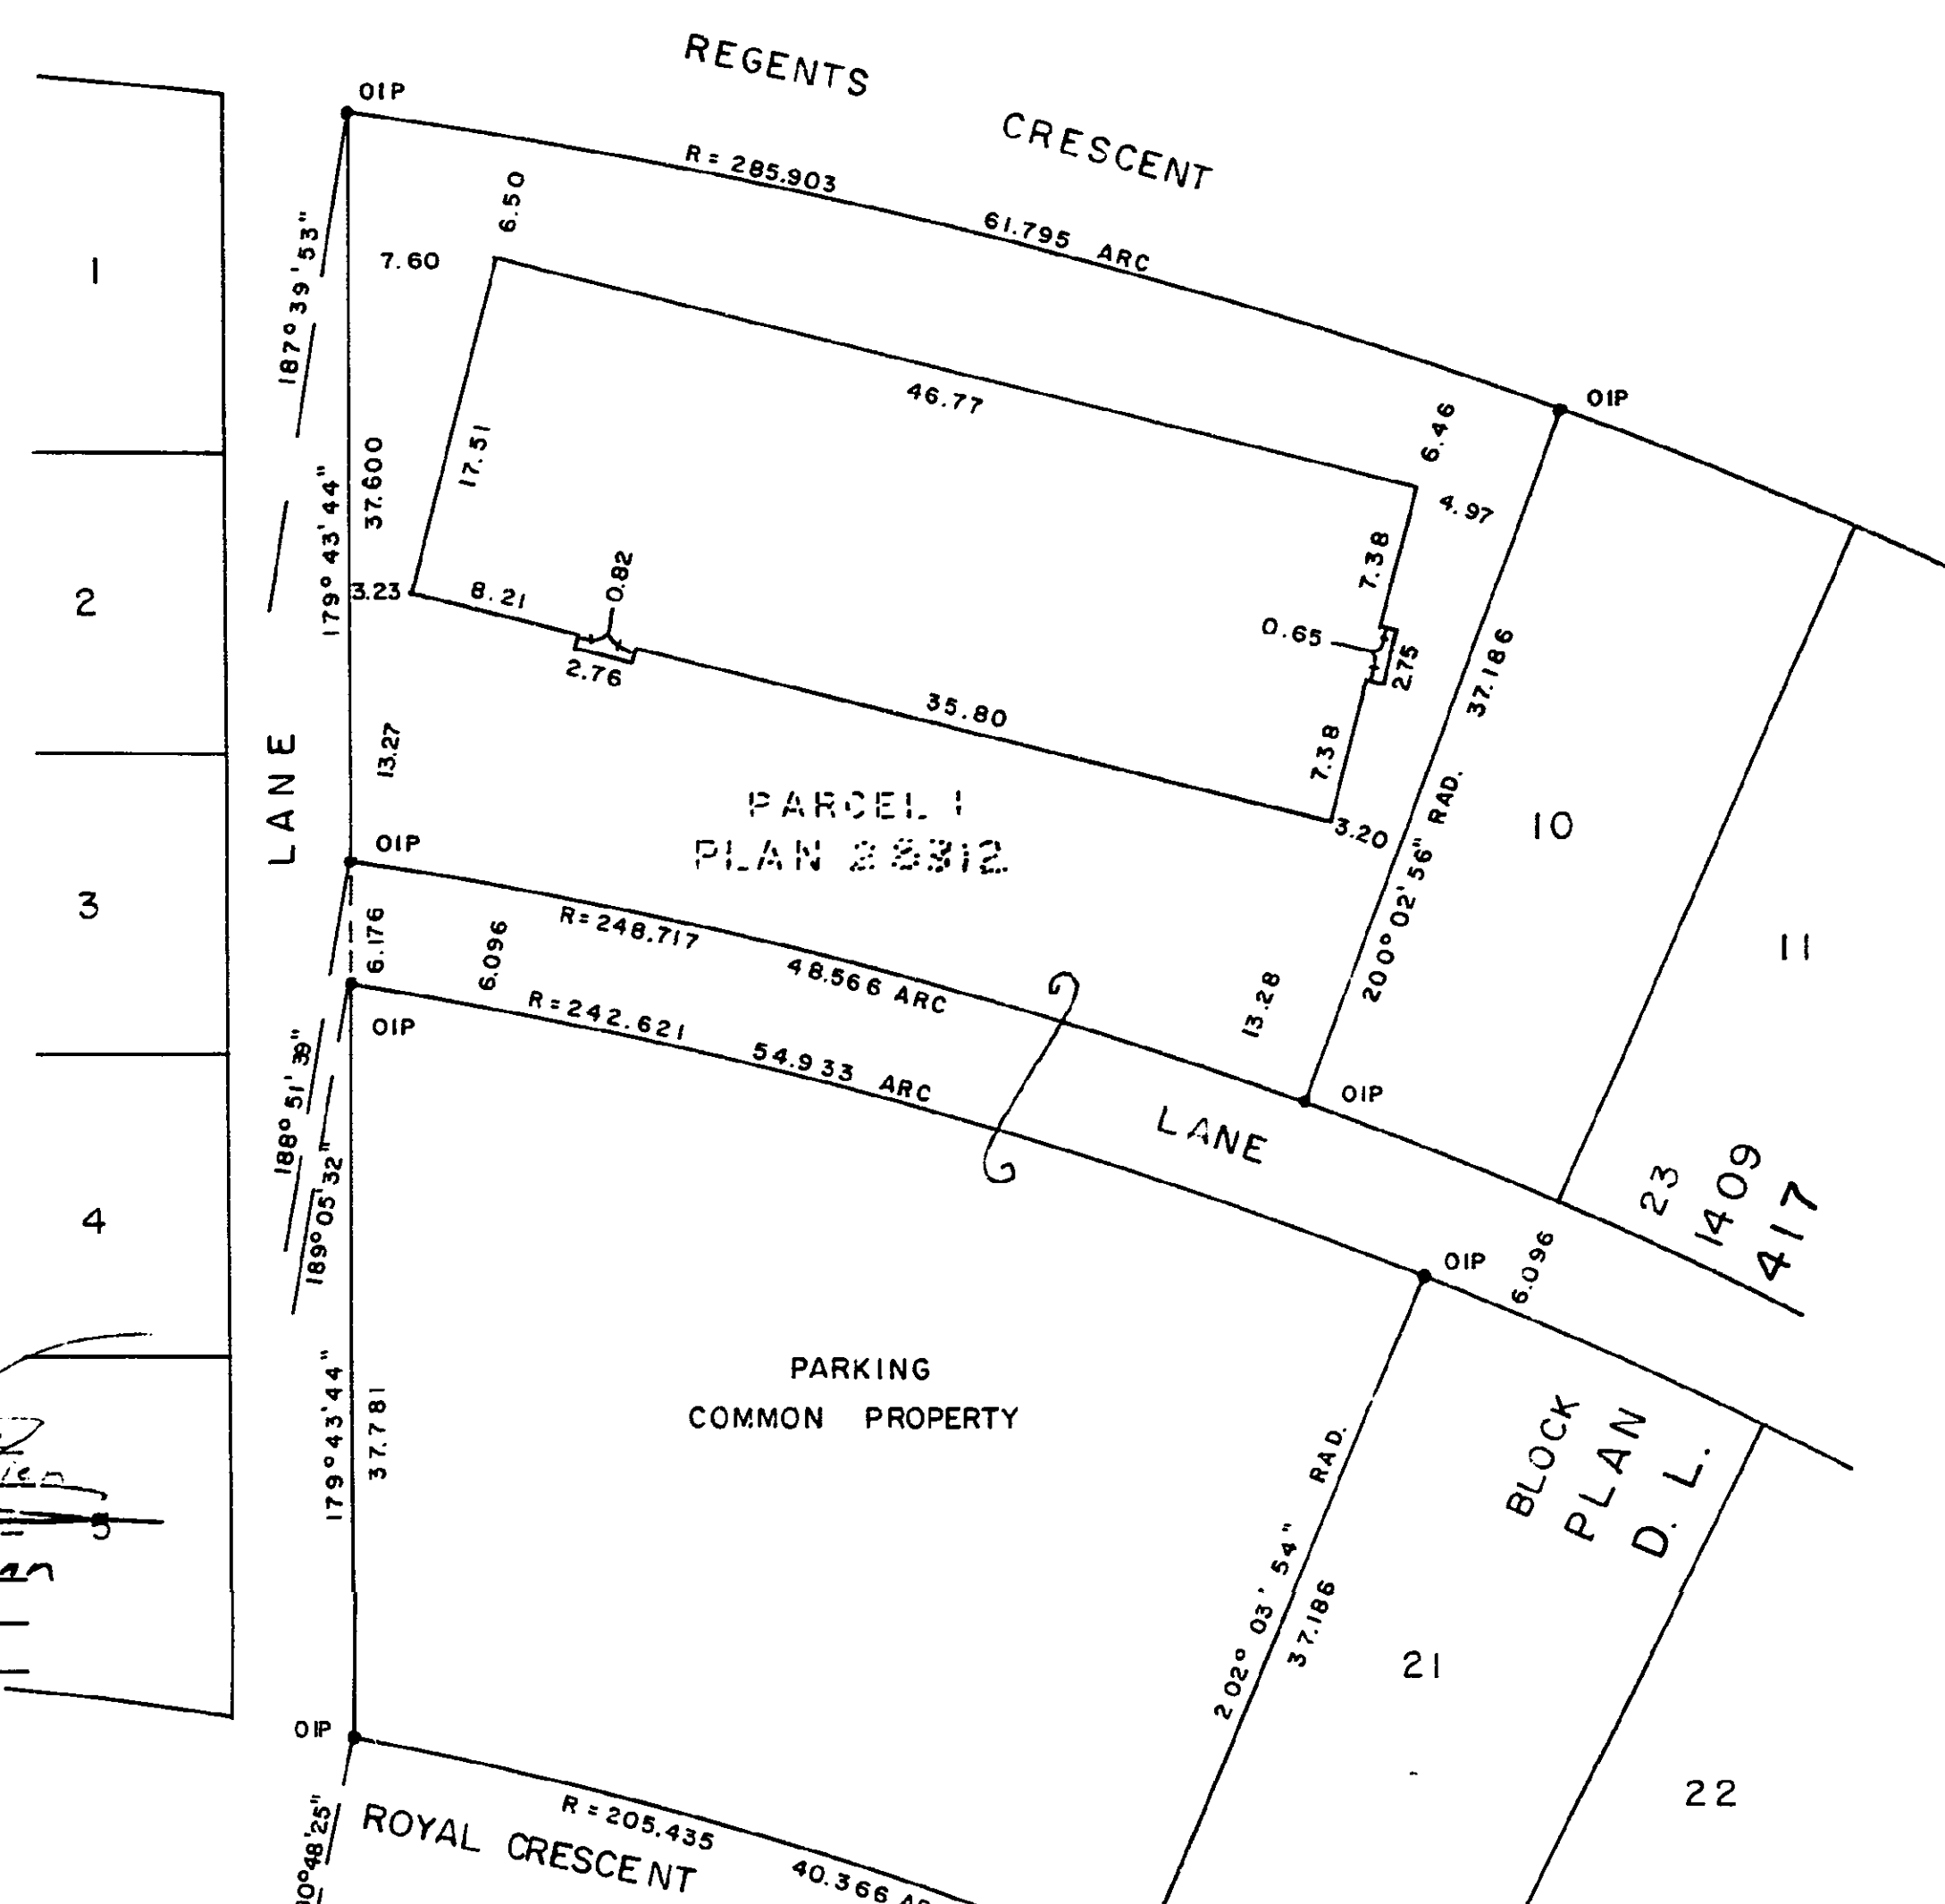 REGENTS
CRESCENT
OIP
R = 285.903
61.795 ARC
1
6.50
187° 39' 53"
7.60
46.77
OIP
6.46
17.51
4.97
37.600
179° 43' 44"
7.38
0.82
2
3.23
8.21
0.65
2.75
2.76
37.186
35.80
7.38
LANE
13.27
PARCEL 1
3.20
200° 02' 56" RAD.
10
OIP
PLAN
3
6.176
R = 248.717
11
6.096
48.566 ARC
13.28
R = 242.621
OIP
54.933 ARC
188° 51' 39"
OIP
LANE
189° 05' 32"
23
1409
417
4
OIP
6.096
PARKING
COMMON PROPERTY
179° 43' 44"
37.781
RAD.
BLOCK
PLAN
D. L.
5
202° 03' 54"
37.186
21
OIP
22
ROYAL CRESCENT
R = 205.435
0° 48' 25"
40.366